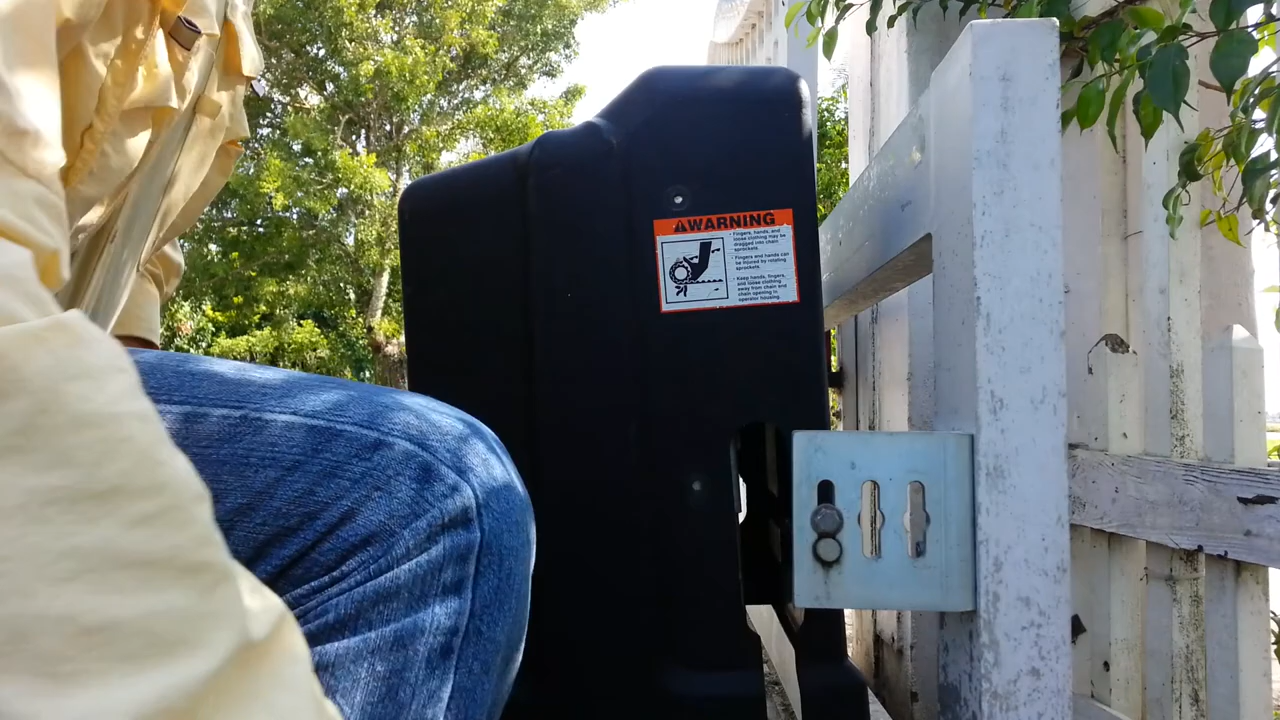 WARNING
• Fingers, hands, and
loose clothing may be
dragged into chain
sprockets.
• Fingers and hands can
be injured by rotating
sprockets.
• Keep hands, fingers,
and loose clothing
away from chain and
chain opening in
operator housing.